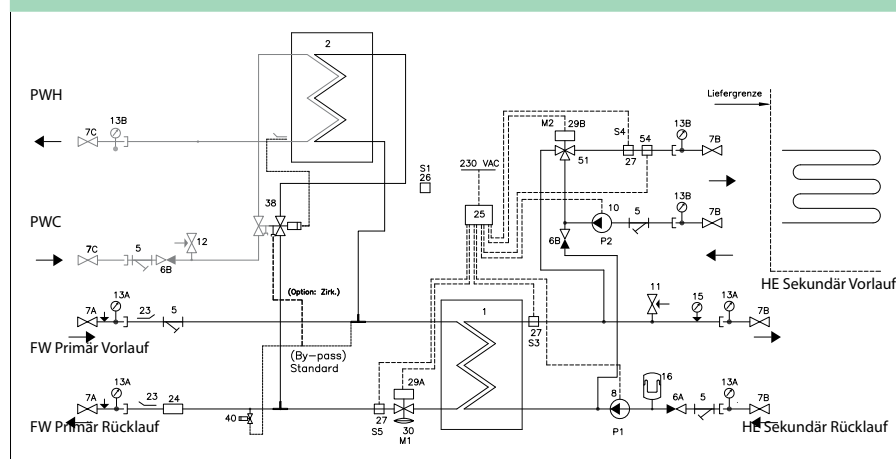 2
Liefergrenze
PWH
7C 13B
M2 29B
S4 54 13B 7B
51 27
S1
26
230 VAC
PWC
38
25
10 5 13B 7B
7C 5 12
6B
6B P2
HE Sekundär Vorlauf
(Option: Zirk.)
7A 13A 23 5
1
11 15 13A 7B
27
S3
FW Primär Vorlauf
(By-pass)
Standard
7A 13A 23 24
29A
8 16 6A 5 13A 7B
40
27
S5
30
M1
P1
FW Primär Rücklauf
HE Sekundär Rücklauf